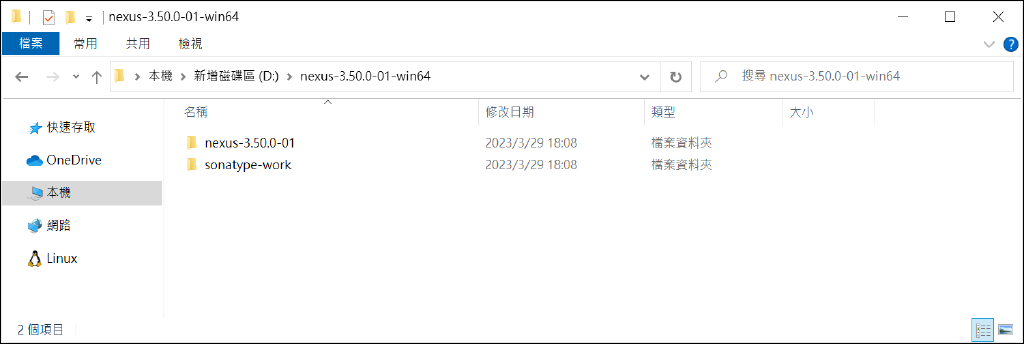 nexus-3.50.0-01-win64
檔案 常用 共用 檢視
本機 新增磁碟區 (D:) nexus-3.50.0-01-win64 搜尋 nexus-3.50.0-01-win64
名稱 修改日期 類型 大小
快速存取
OneDrive
本機
網路
Linux
nexus-3.50.0-01 2023/3/29 18:08 檔案資料夾
sonatype-work 2023/3/29 18:08 檔案資料夾
2 個項目